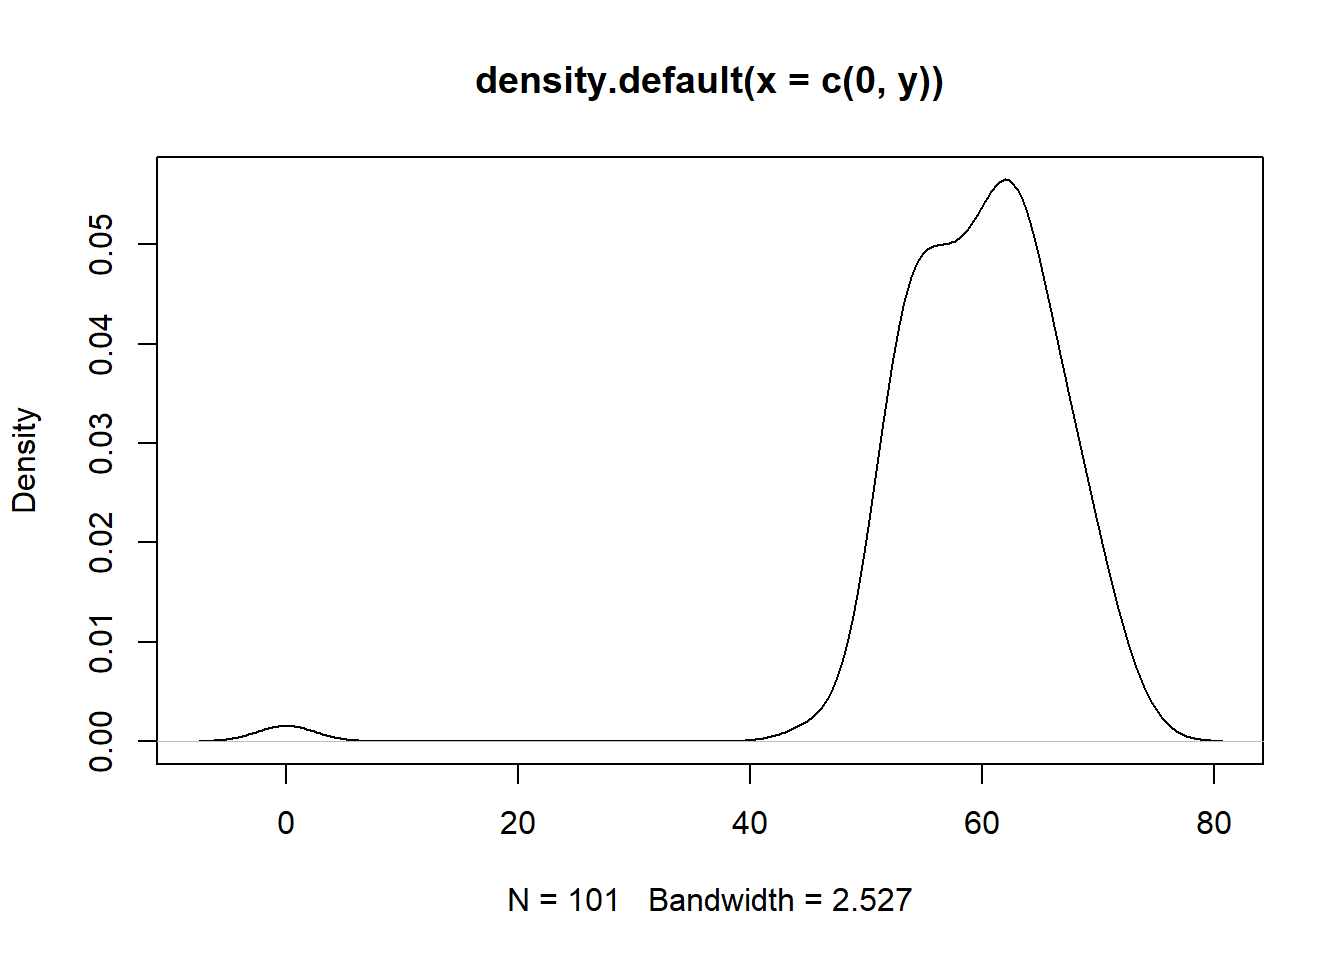 density.default(x = c(0, y))
Density
0.05
0.04
0.03
0.02
0.01
0.00
0 20 40 60 80
N = 101   Bandwidth = 2.527